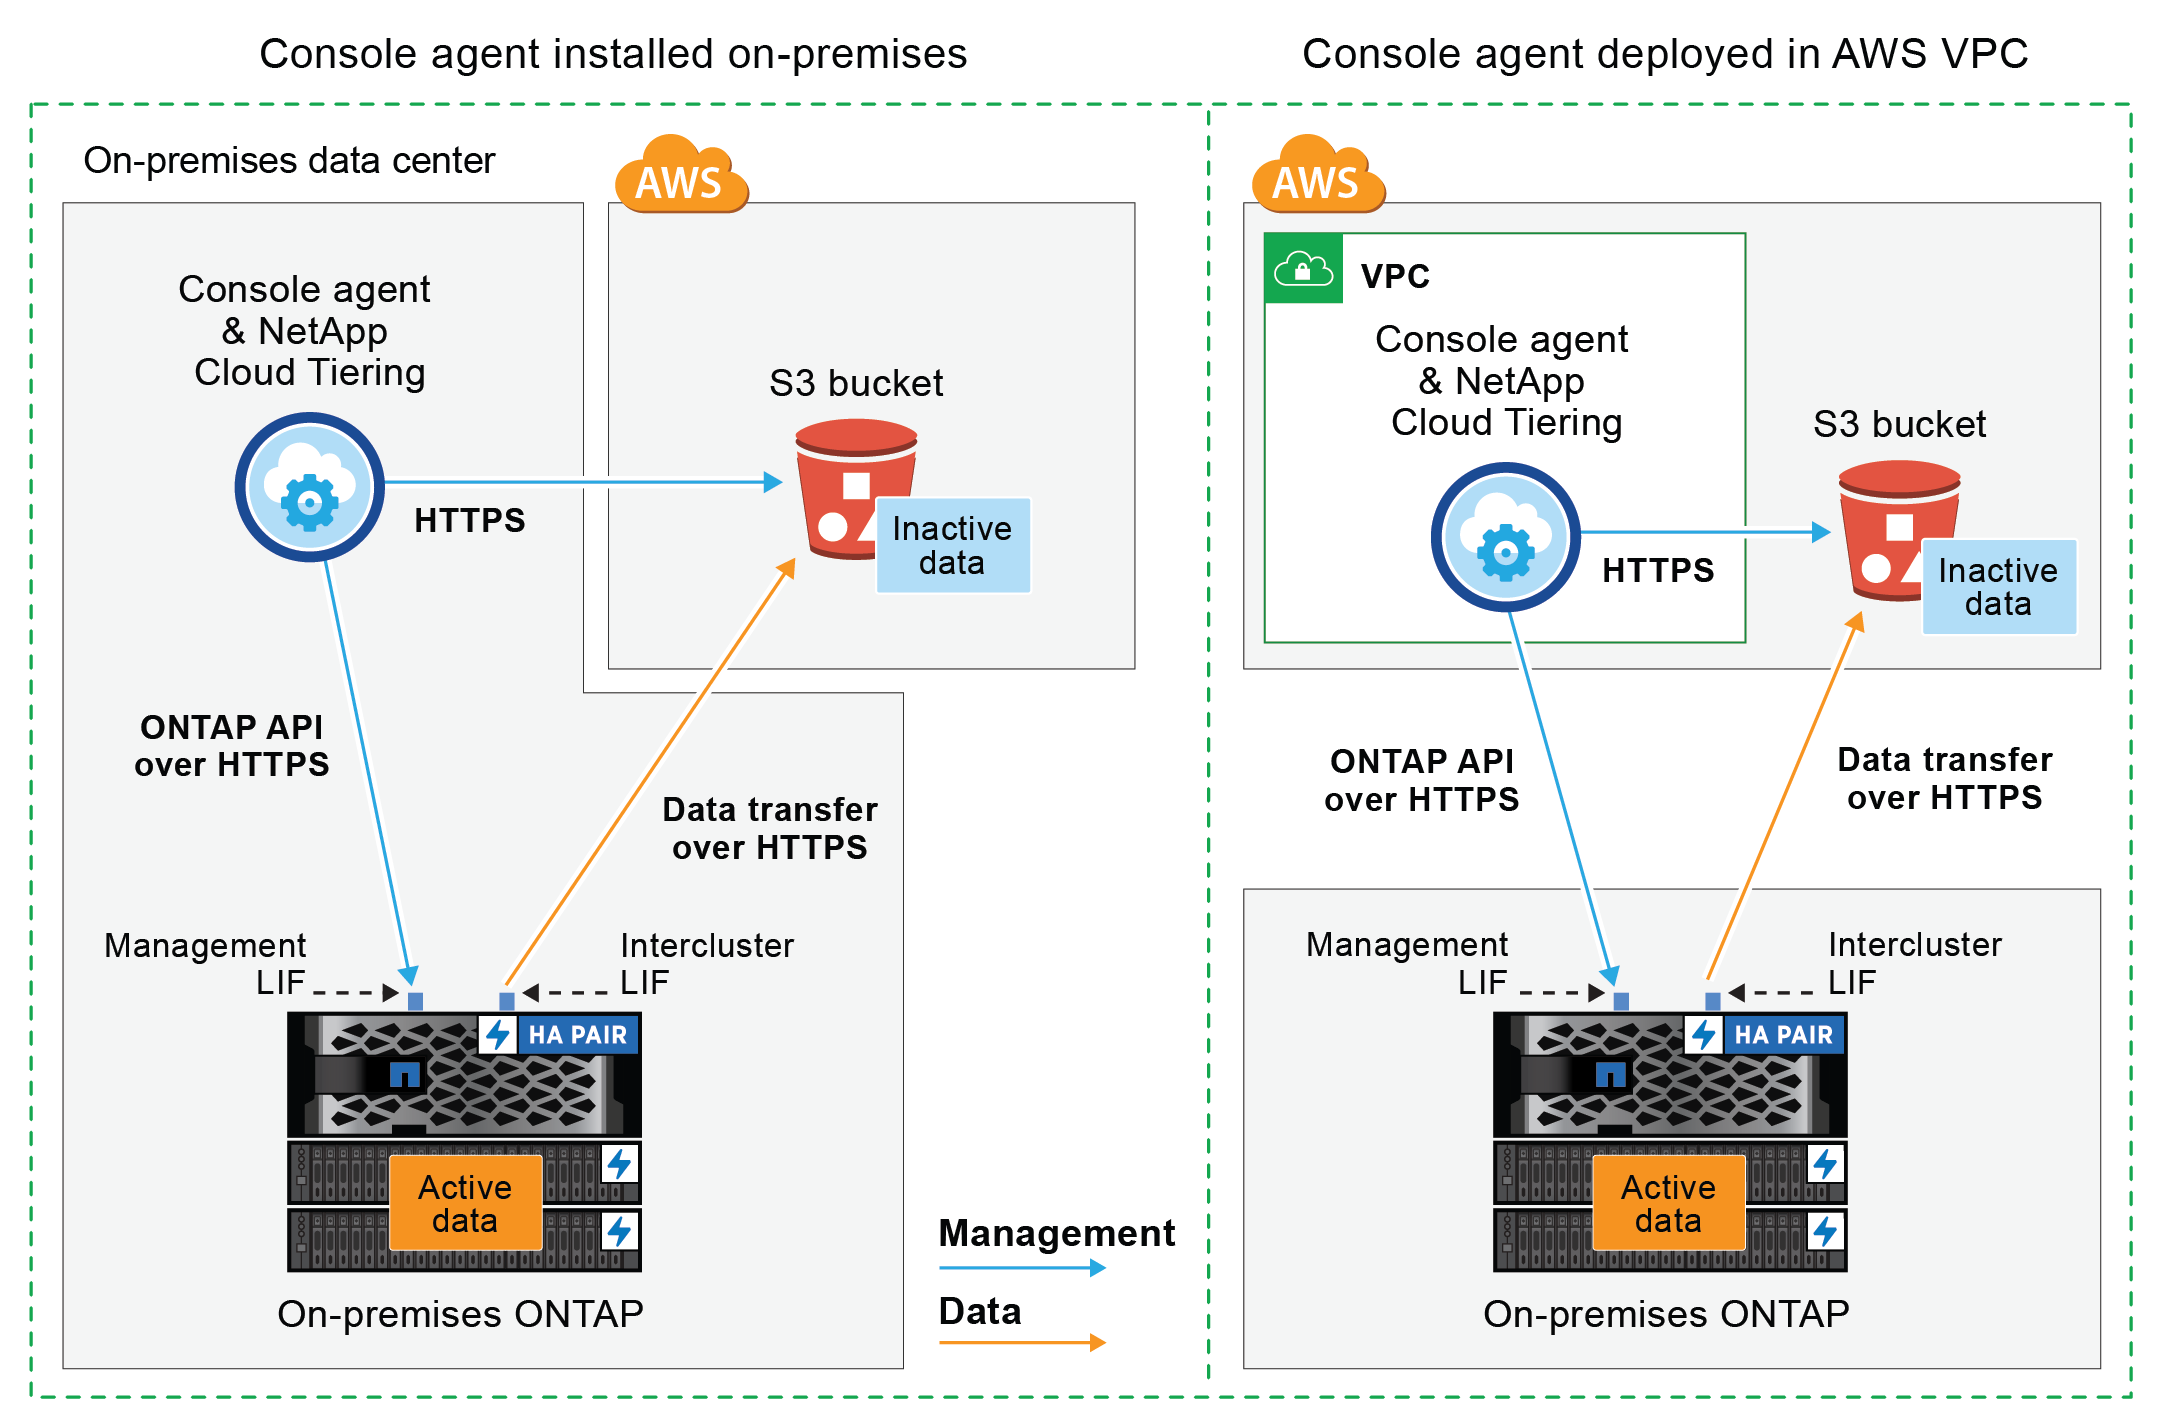 Console agent installed on-premises
On-premises data center
AWS
Console agent
& NetApp
Cloud Tiering
S3 bucket
HTTPS
Inactive
data
ONTAP API
over HTTPS
Data transfer
over HTTPS
Management
LIF
Intercluster
LIF
HA PAIR
Active
data
On-premises ONTAP
Management
Data
Console agent deployed in AWS VPC
AWS
VPC
Console agent
& NetApp
Cloud Tiering
S3 bucket
HTTPS
Inactive
data
ONTAP API
over HTTPS
Data transfer
over HTTPS
Management
LIF
Intercluster
LIF
HA PAIR
Active
data
On-premises ONTAP